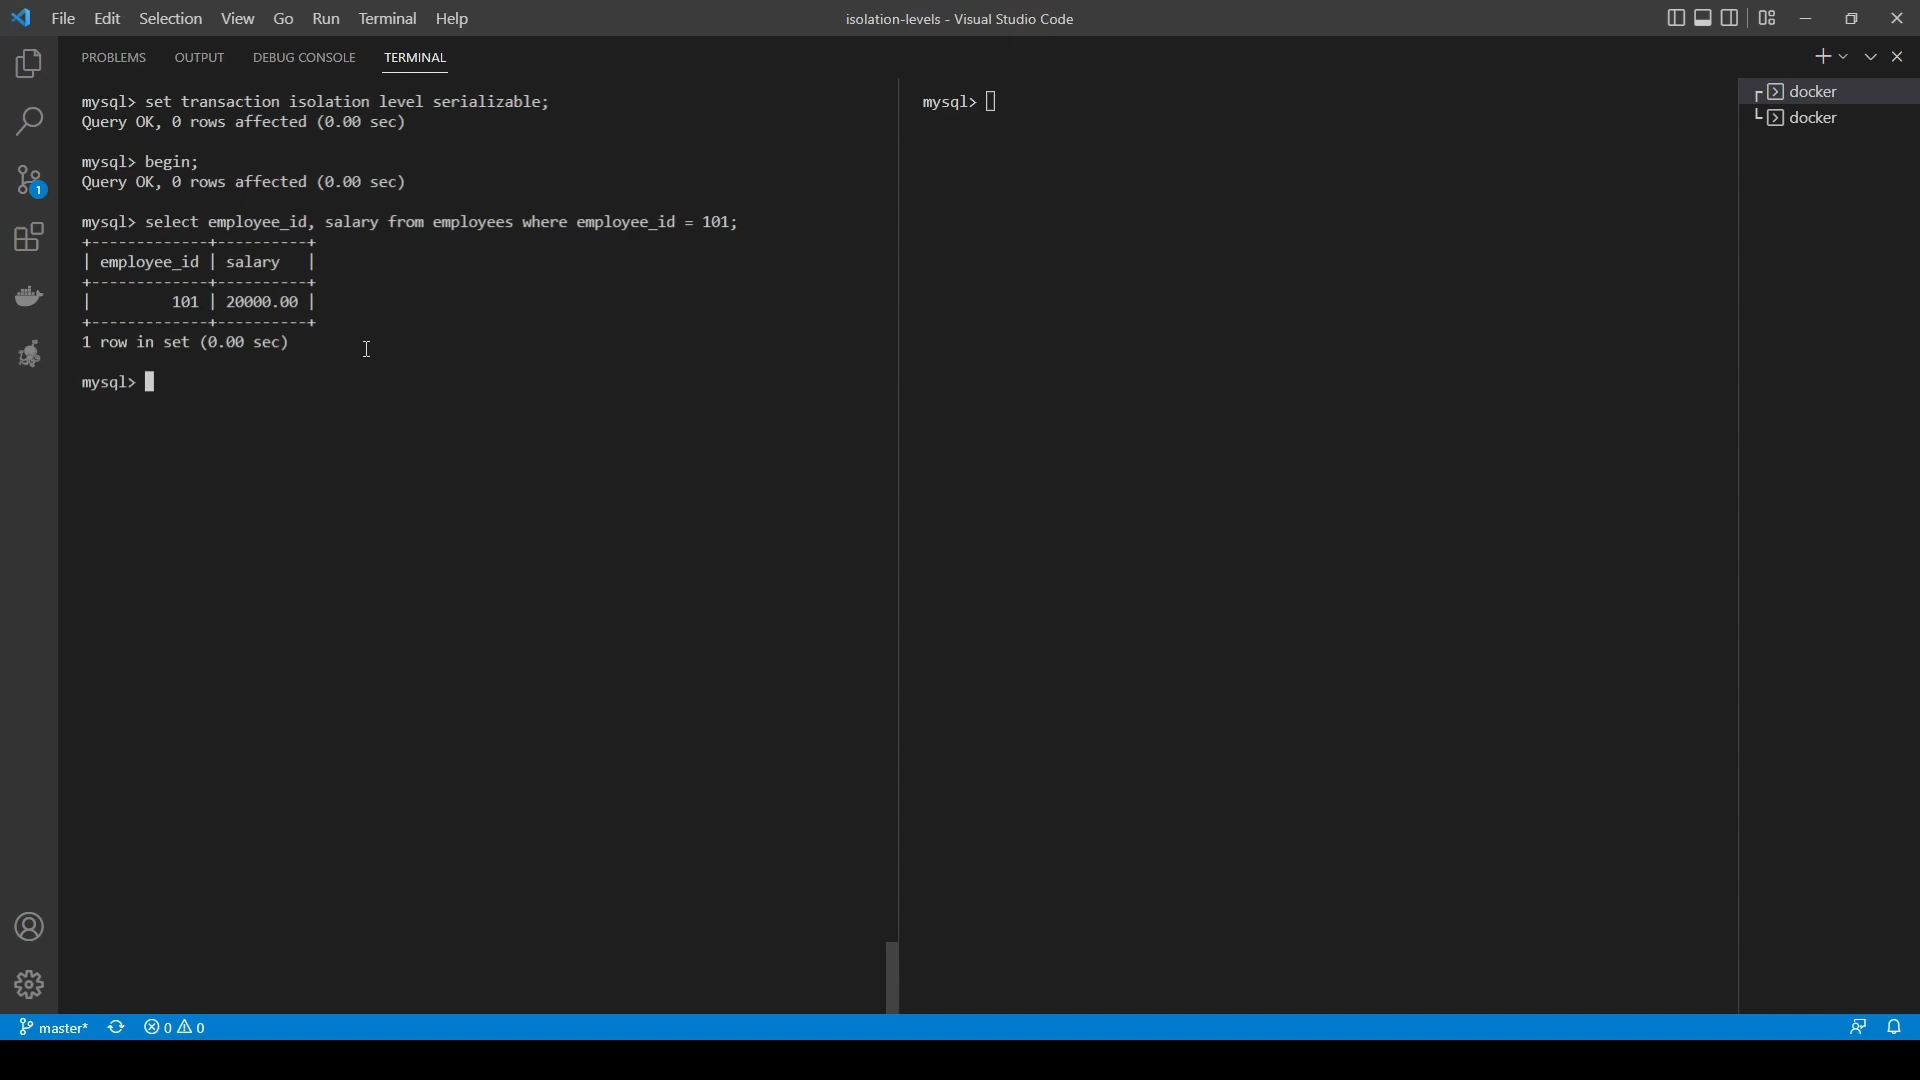 File Edit Selection View Go Run Terminal Help
isolation-levels - Visual Studio Code
PROBLEMS OUTPUT DEBUG CONSOLE TERMINAL
mysql> set transaction isolation level serializable;
Query OK, 0 rows affected (0.00 sec)
mysql> begin;
Query OK, 0 rows affected (0.00 sec)
mysql> select employee_id, salary from employees where employee_id = 101;
+-------------+----------+
| employee_id | salary   |
+-------------+----------+
|         101 | 20000.00 |
+-------------+----------+
1 row in set (0.00 sec)
mysql>
mysql>
docker
docker
1
master* 0 0